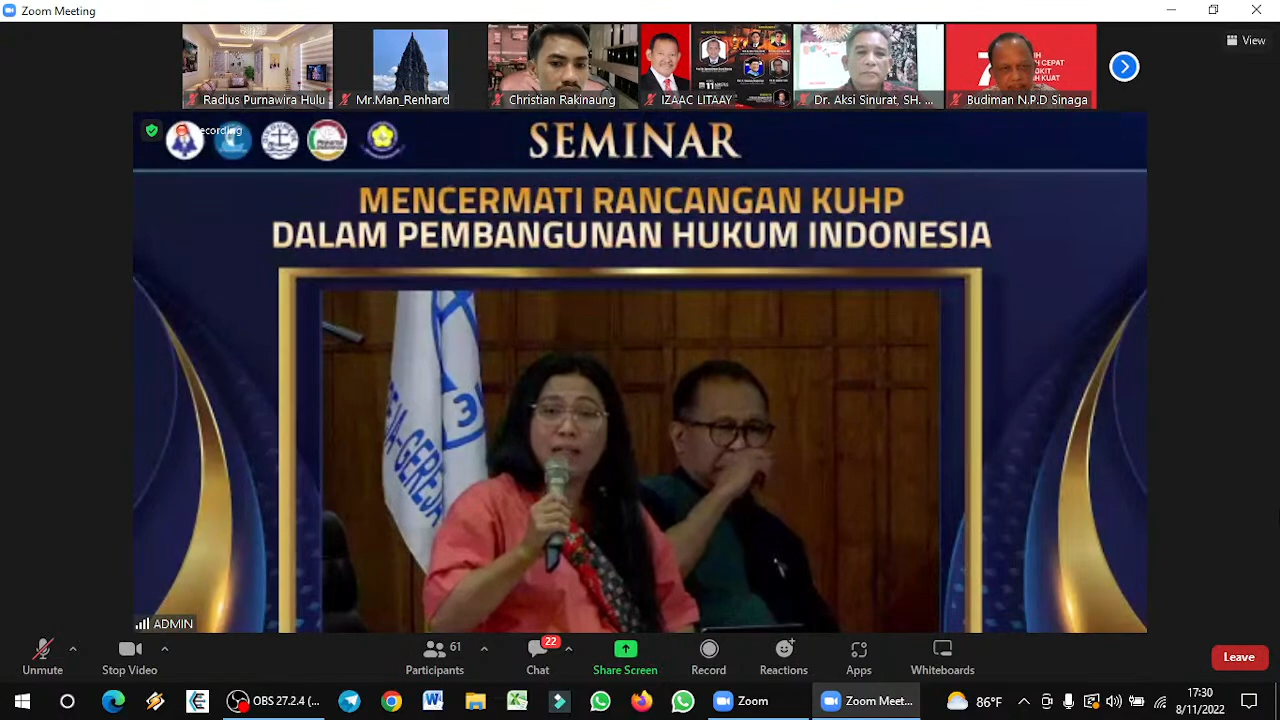 Zoom Meeting
View
Radius Purnawira Hulu
Mr.Man_Renhard
Christian Rakinaung
IZAAC LITAAY
11
Dr. Aksi Sinurat, SH. ...
Budiman N.P.D Sinaga
SEMINAR
MENCERMATI RANCANGAN KUHP
DALAM PEMBANGUNAN HUKUM INDONESIA
ADMIN
Unmute
Stop Video
61
Participants
22
Chat
Share Screen
Record
Reactions
Apps
Whiteboards
Leave
OBS 27.2.4 (...
Zoom
Zoom Meet...
86°F
17:30
8/11/2022